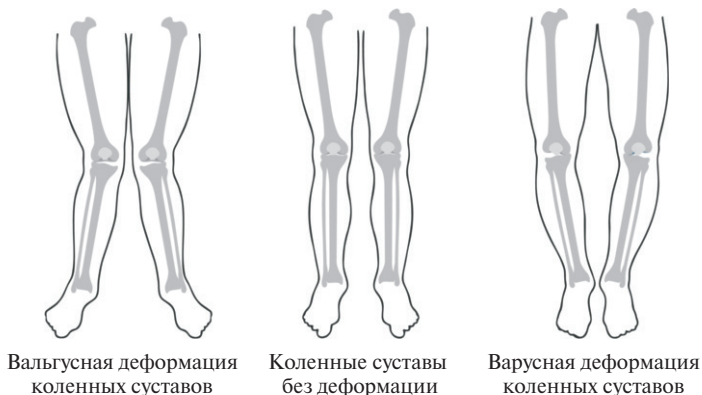 Вальгусная деформация
коленных суставов
Коленные суставы
без деформации
Варусная деформация
коленных суставов